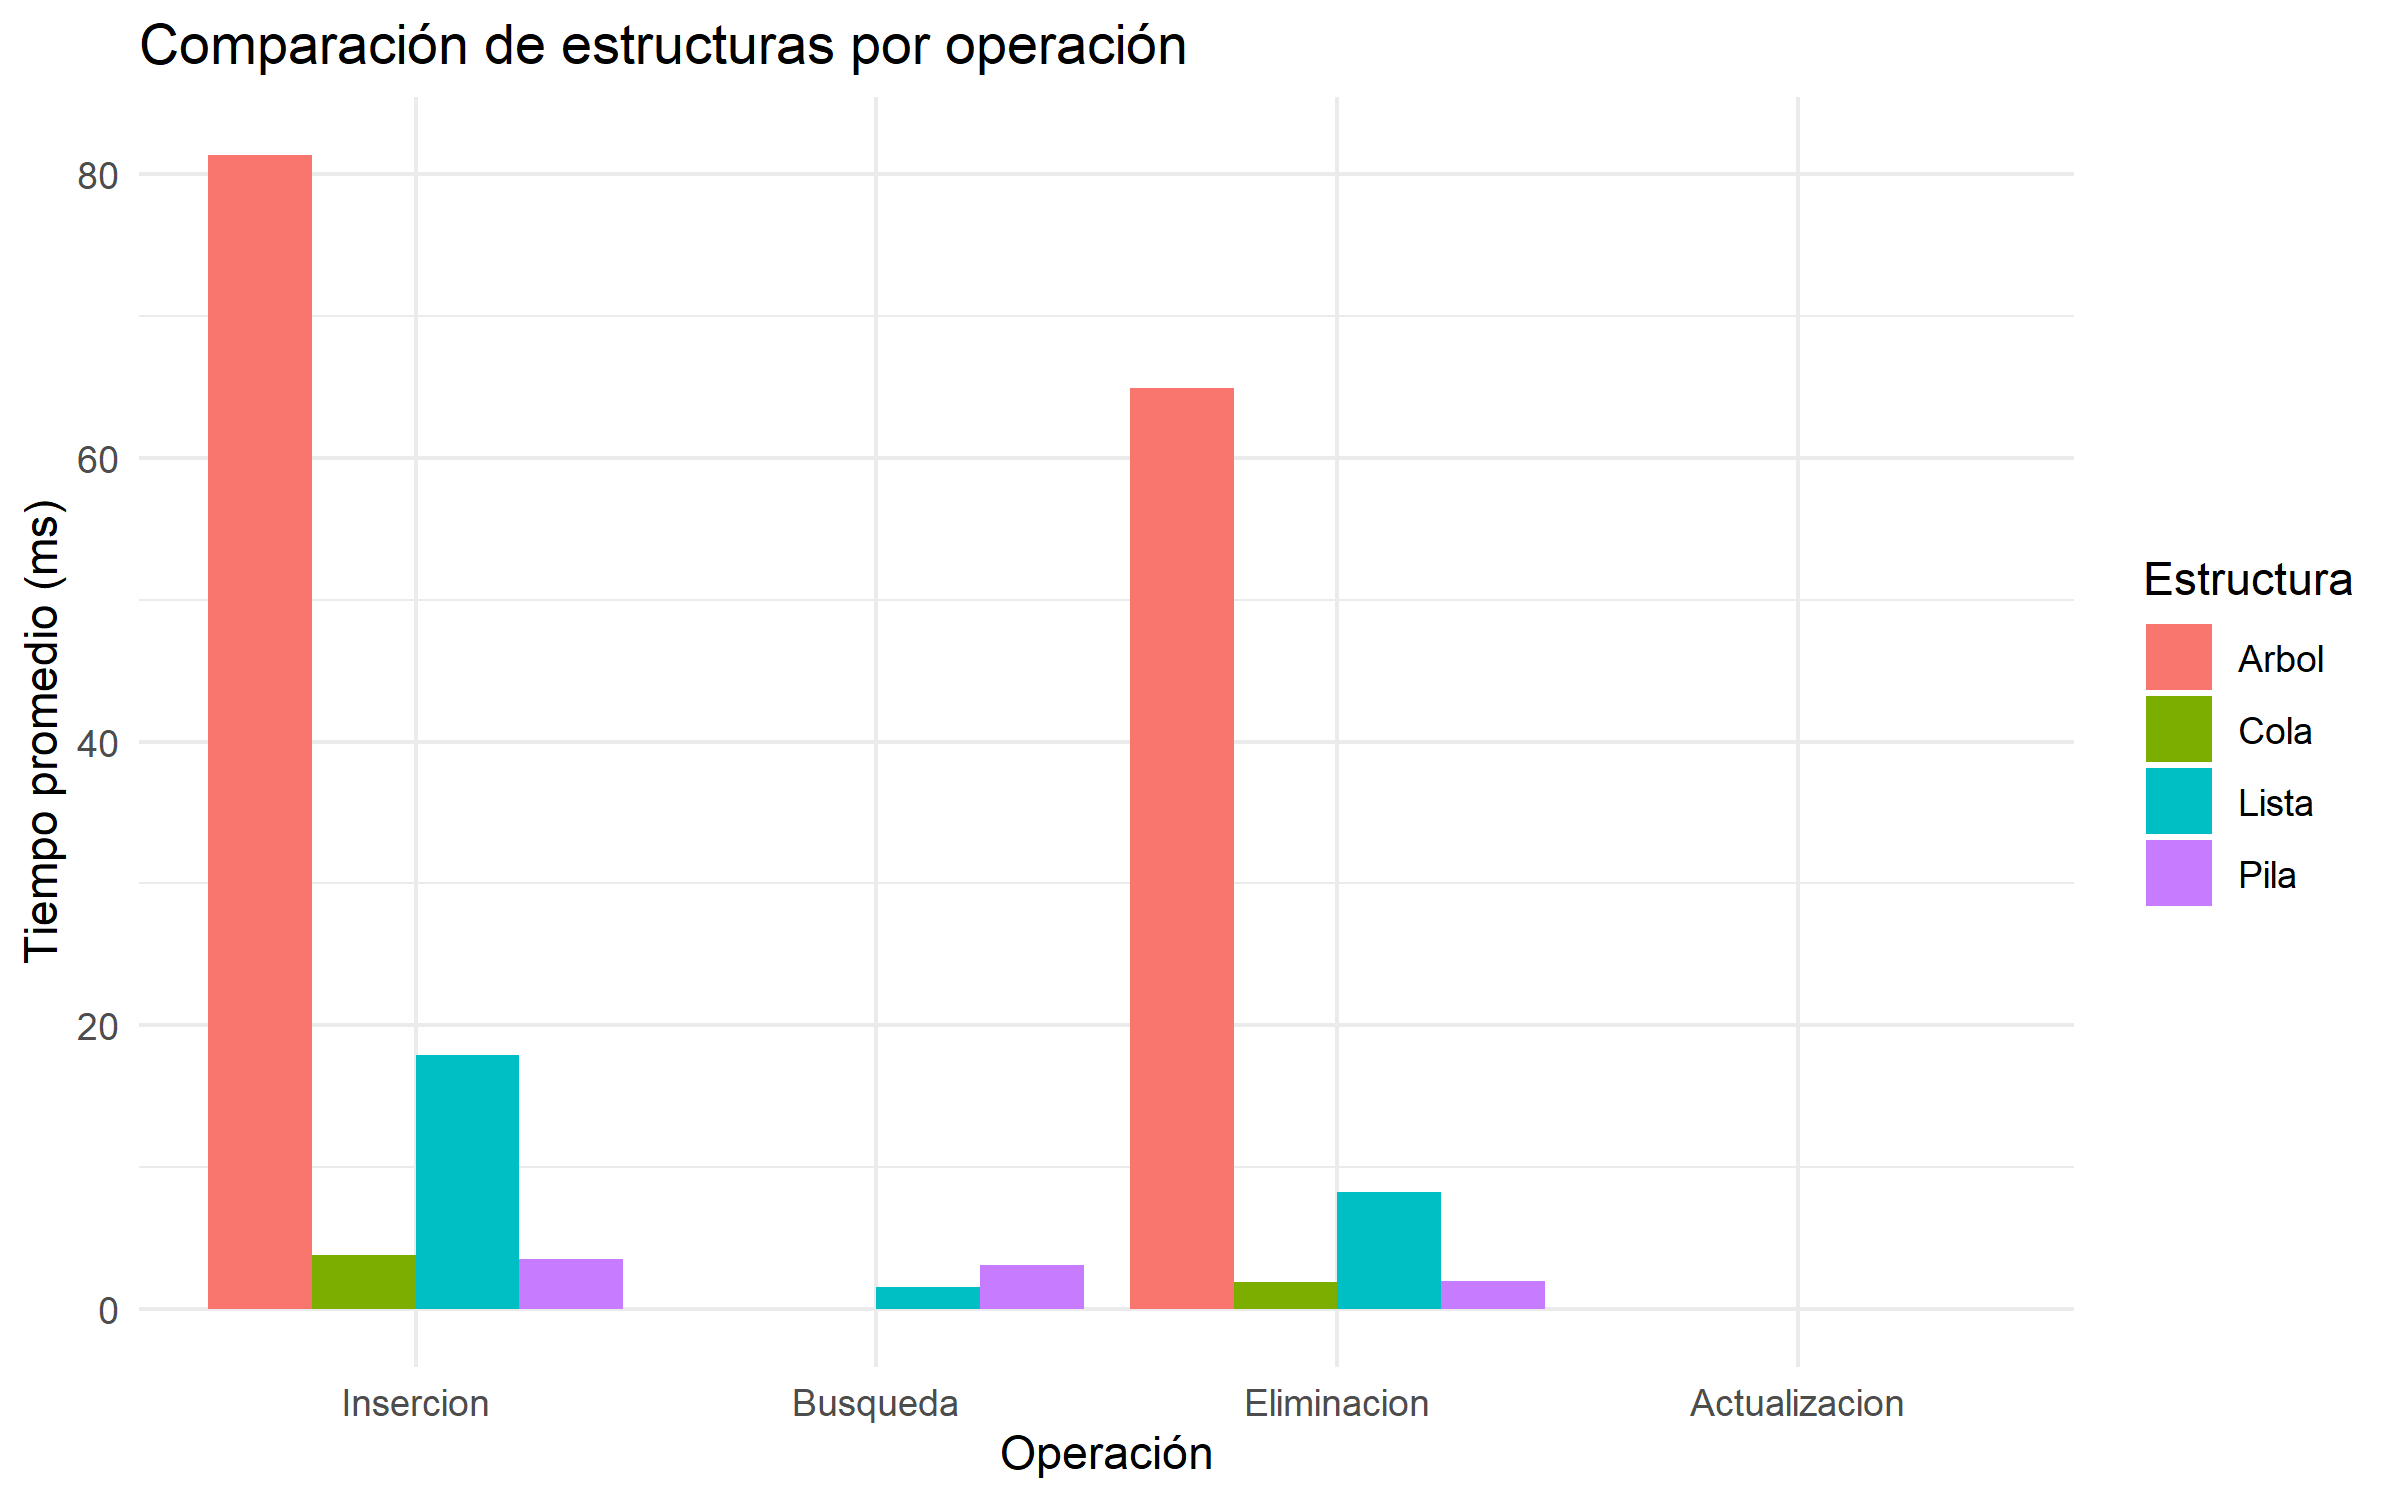 Comparación de estructuras por operación
Tiempo promedio (ms)
80
60
40
20
0
Insercion
Busqueda
Eliminacion
Actualizacion
Operación
Estructura
Arbol
Cola
Lista
Pila